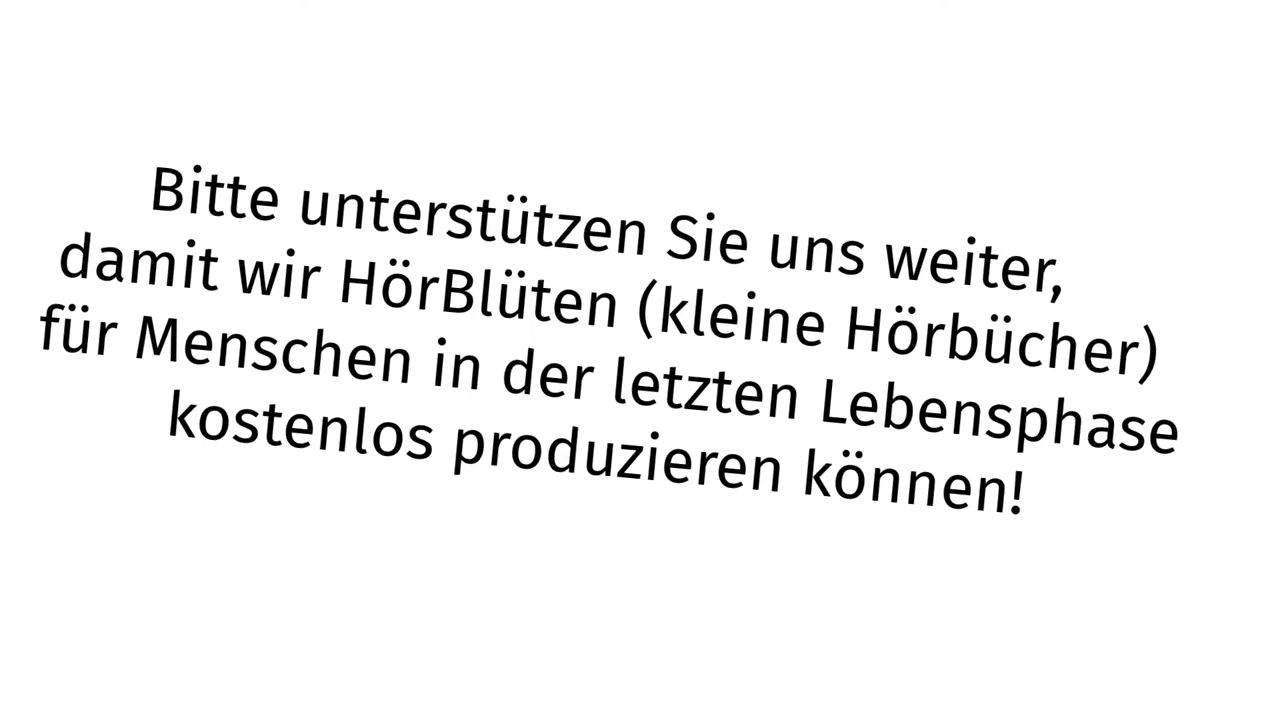 Bitte unterstützen Sie uns weiter,
damit wir HörBlüten (kleine Hörbücher)
für Menschen in der letzten Lebensphase
kostenlos produzieren können!